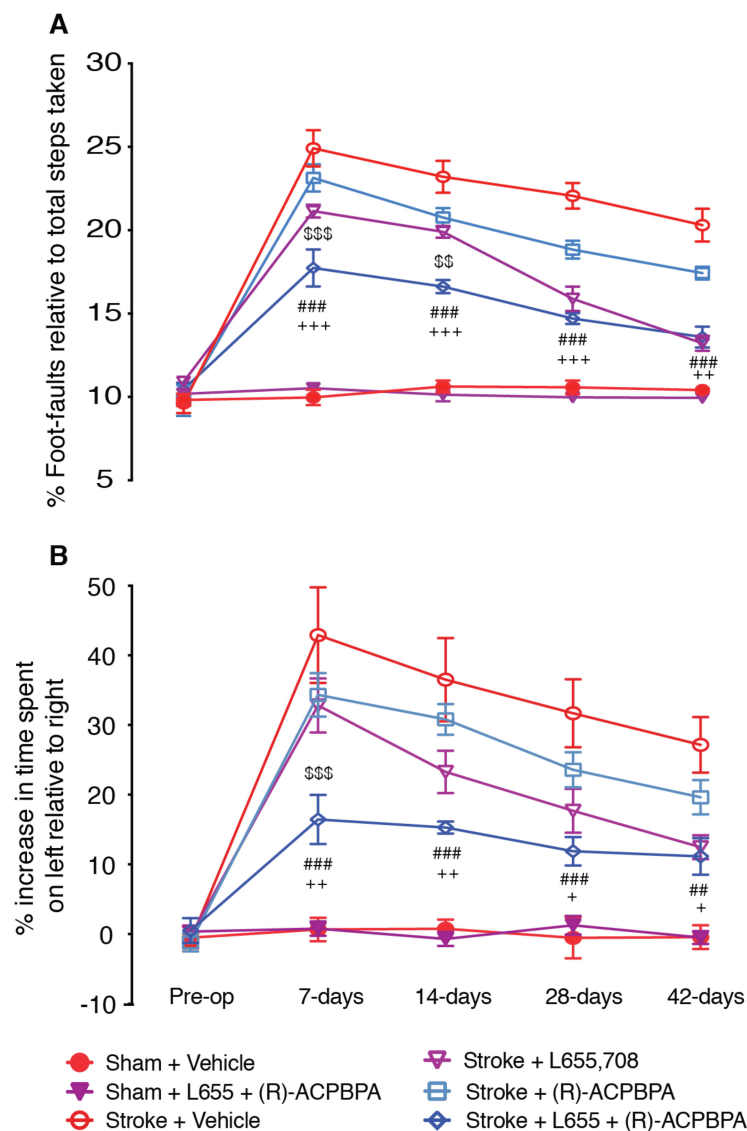 A
30
25
20
15
10
5
% Foot-faults relative to total steps taken
$$$
$$
###
+++
###
+++
###
+++
###
++
B
50
40
30
20
10
0
-10
% increase in time spent
on left relative to right
$$$
###
++
###
++
###
+
##
+
Pre-op 7-days 14-days 28-days 42-days
Sham + Vehicle
Sham + L655 + (R)-ACPBPA
Stroke + Vehicle
Stroke + L655,708
Stroke + (R)-ACPBPA
Stroke + L655 + (R)-ACPBPA